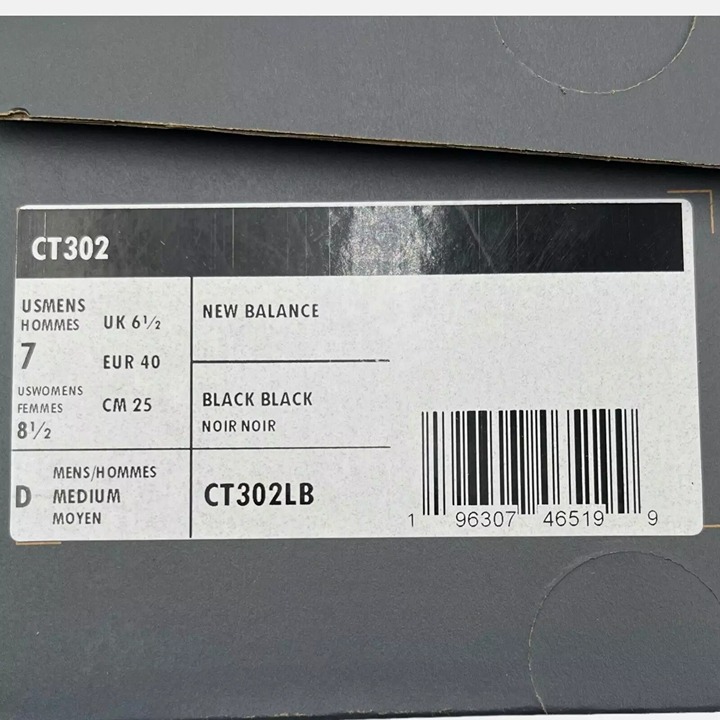 CT302
USMENS
HOMMES
7
UK 6½
EUR 40
CM 25
USWOMENS
FEMMES
8½
NEW BALANCE
BLACK BLACK
NOIR NOIR
D
MENS/HOMMES
MEDIUM
MOYEN
CT302LB
1 96307 46519 9